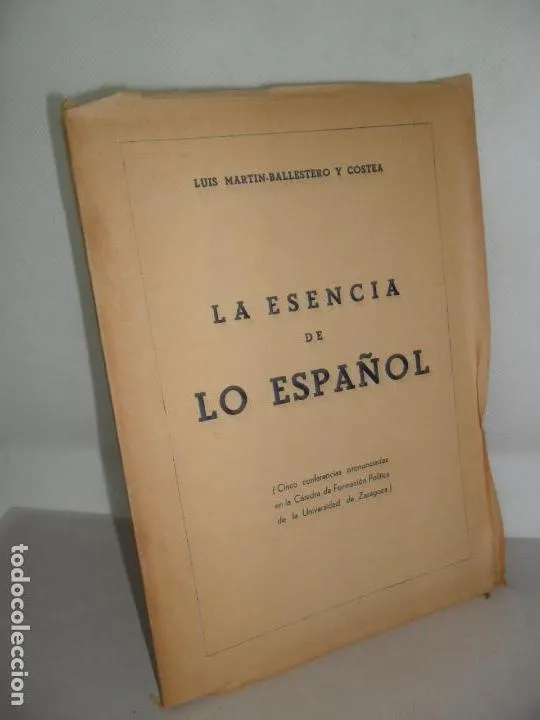 LUIS MARTIN-BALLESTERO Y COSTEA
LA ESENCIA
DE
LO ESPAÑOL
(Cinco conferencias pronunciadas
en la Cátedra de Formación Política
de la Universidad de Zaragoza)
todocoleccion